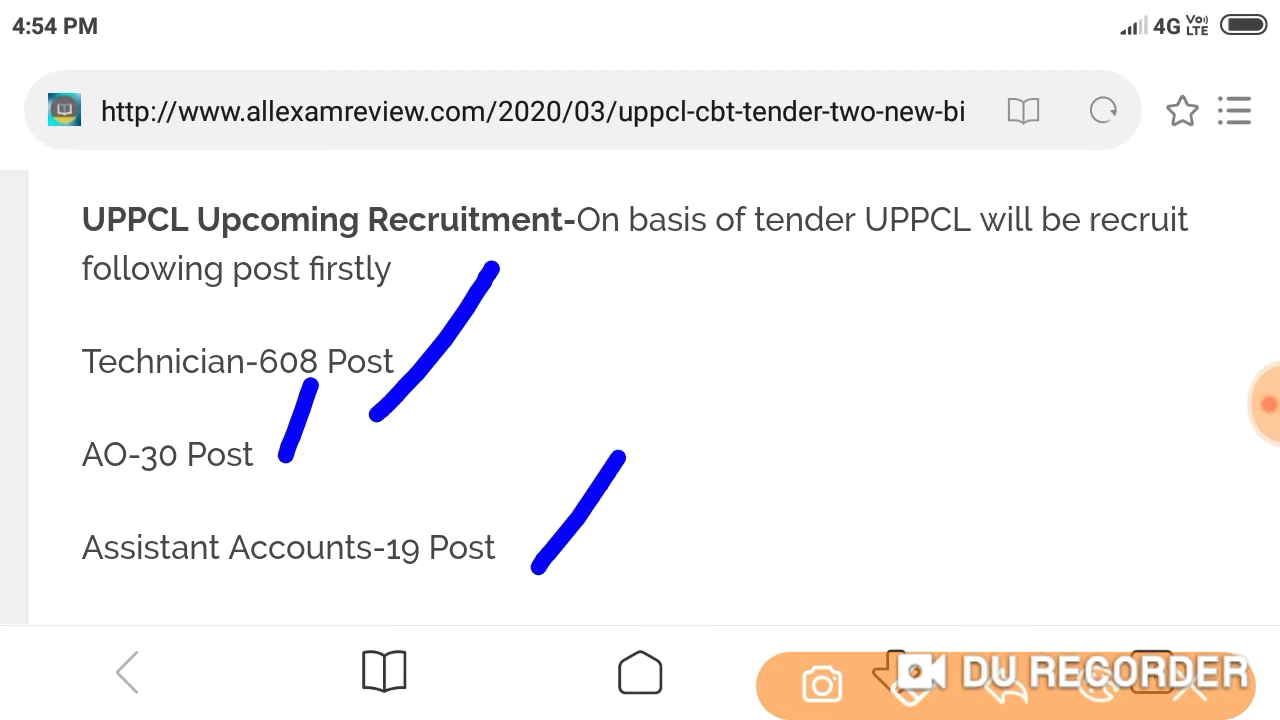 4:54 PM
4G Vo)) LTE
http://www.allexamreview.com/2020/03/uppcl-cbt-tender-two-new-bi
UPPCL Upcoming Recruitment-On basis of tender UPPCL will be recruit
following post firstly
Technician-608 Post
AO-30 Post
Assistant Accounts-19 Post
DU RECORDER